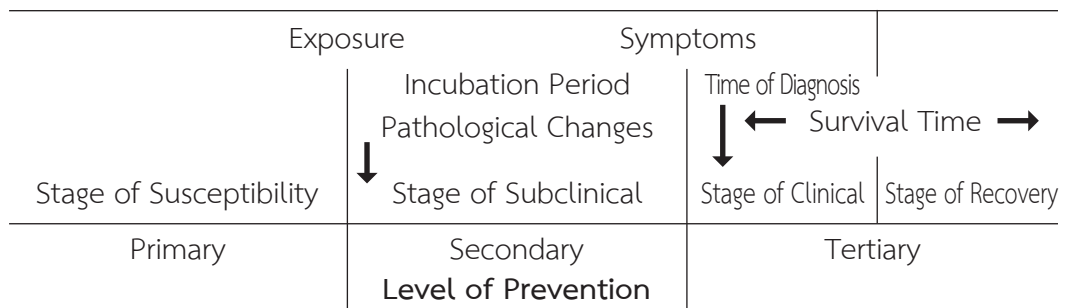 Exposure Symptoms
Incubation Period Time of Diagnosis
Pathological Changes Survival Time
Stage of Susceptibility Stage of Subclinical Stage of Clinical Stage of Recovery
Primary Secondary Tertiary
Level of Prevention